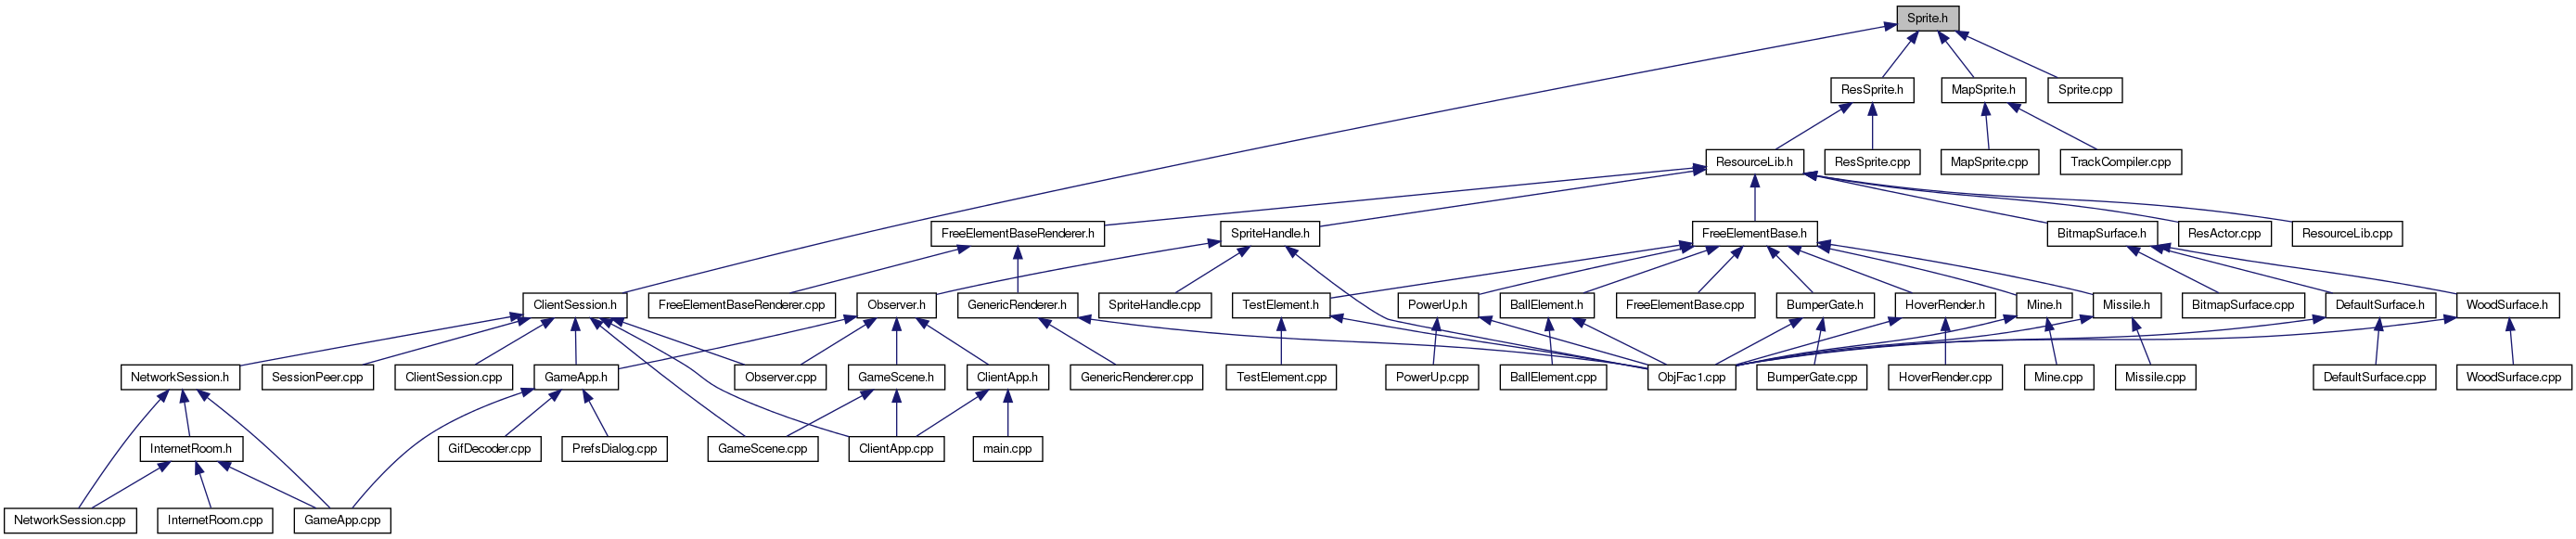 Sprite.h
ResSprite.h
MapSprite.h
Sprite.cpp
ResourceLib.h
ResSprite.cpp
MapSprite.cpp
TrackCompiler.cpp
FreeElementBaseRenderer.h
SpriteHandle.h
FreeElementBase.h
BitmapSurface.h
ResActor.cpp
ResourceLib.cpp
ClientSession.h
FreeElementBaseRenderer.cpp
Observer.h
GenericRenderer.h
SpriteHandle.cpp
TestElement.h
PowerUp.h
BallElement.h
FreeElementBase.cpp
BumperGate.h
HoverRender.h
Mine.h
Missile.h
BitmapSurface.cpp
DefaultSurface.h
WoodSurface.h
NetworkSession.h
SessionPeer.cpp
ClientSession.cpp
GameApp.h
Observer.cpp
GameScene.h
ClientApp.h
GenericRenderer.cpp
TestElement.cpp
PowerUp.cpp
BallElement.cpp
ObjFac1.cpp
BumperGate.cpp
HoverRender.cpp
Mine.cpp
Missile.cpp
DefaultSurface.cpp
WoodSurface.cpp
InternetRoom.h
GifDecoder.cpp
PrefsDialog.cpp
GameScene.cpp
ClientApp.cpp
main.cpp
NetworkSession.cpp
InternetRoom.cpp
GameApp.cpp